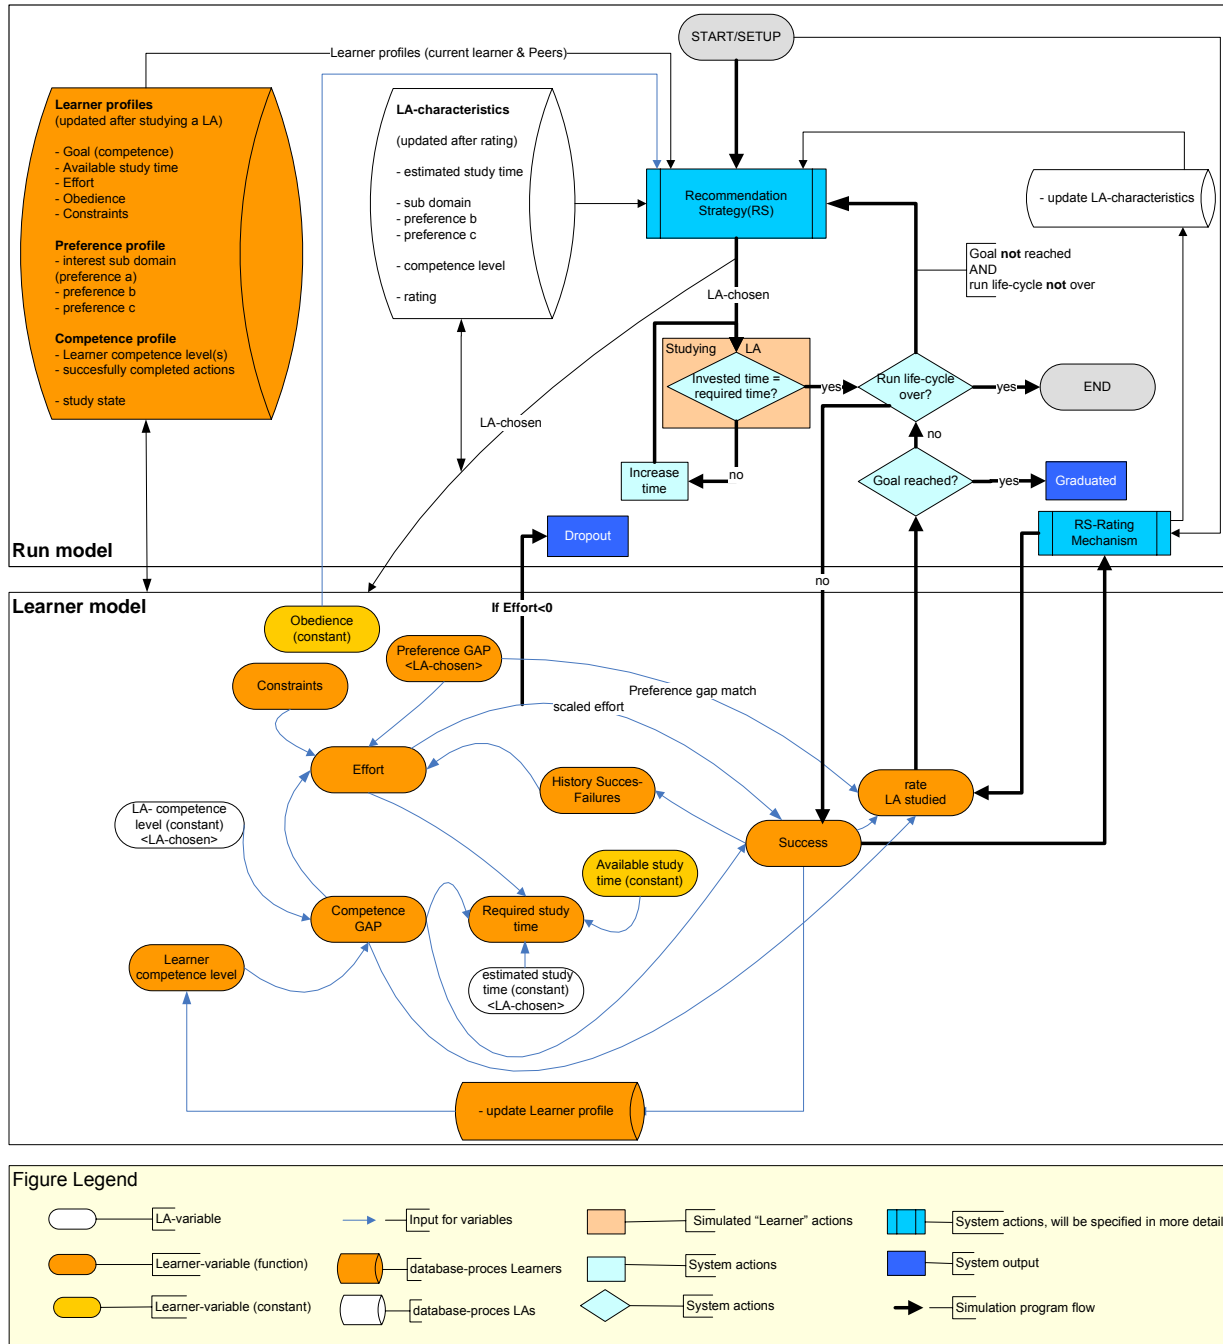 START/SETUP
Learner profiles (current learner & Peers)
Learner profiles
(updated after studying a LA)
- Goal (competence)
- Available study time
- Effort
- Obedience
- Constraints
Preference profile
- interest sub domain
(preference a)
- preference b
- preference c
Competence profile
- Learner competence level(s)
- succesfully completed actions
- study state
LA-characteristics
(updated after rating)
- estimated study time
- sub domain
- preference b
- preference c
- competence level
- rating
Recommendation
Strategy(RS)
- update LA-characteristics
Goal not reached
AND
run life-cycle not over
LA-chosen
Studying LA
Invested time =
required time?
yes
Run life-cycle
over?
yes
END
LA-chosen
no
no
Increase
time
Goal reached?
yes
Graduated
Dropout
RS-Rating
Mechanism
Run model
no
Learner model
If Effort<0
Obedience
(constant)
Preference GAP
<LA-chosen>
Constraints
Preference gap match
scaled effort
Effort
History Succes-
Failures
rate
LA studied
LA- competence
level (constant)
<LA-chosen>
Success
Available study
time (constant)
Competence
GAP
Required study
time
Learner
competence level
estimated study
time (constant)
<LA-chosen>
- update Learner profile
Figure Legend
LA-variable
Input for variables
Simulated “Learner” actions
System actions, will be specified in more detail
Learner-variable (function)
database-proces Learners
System actions
System output
Learner-variable (constant)
database-proces LAs
System actions
Simulation program flow